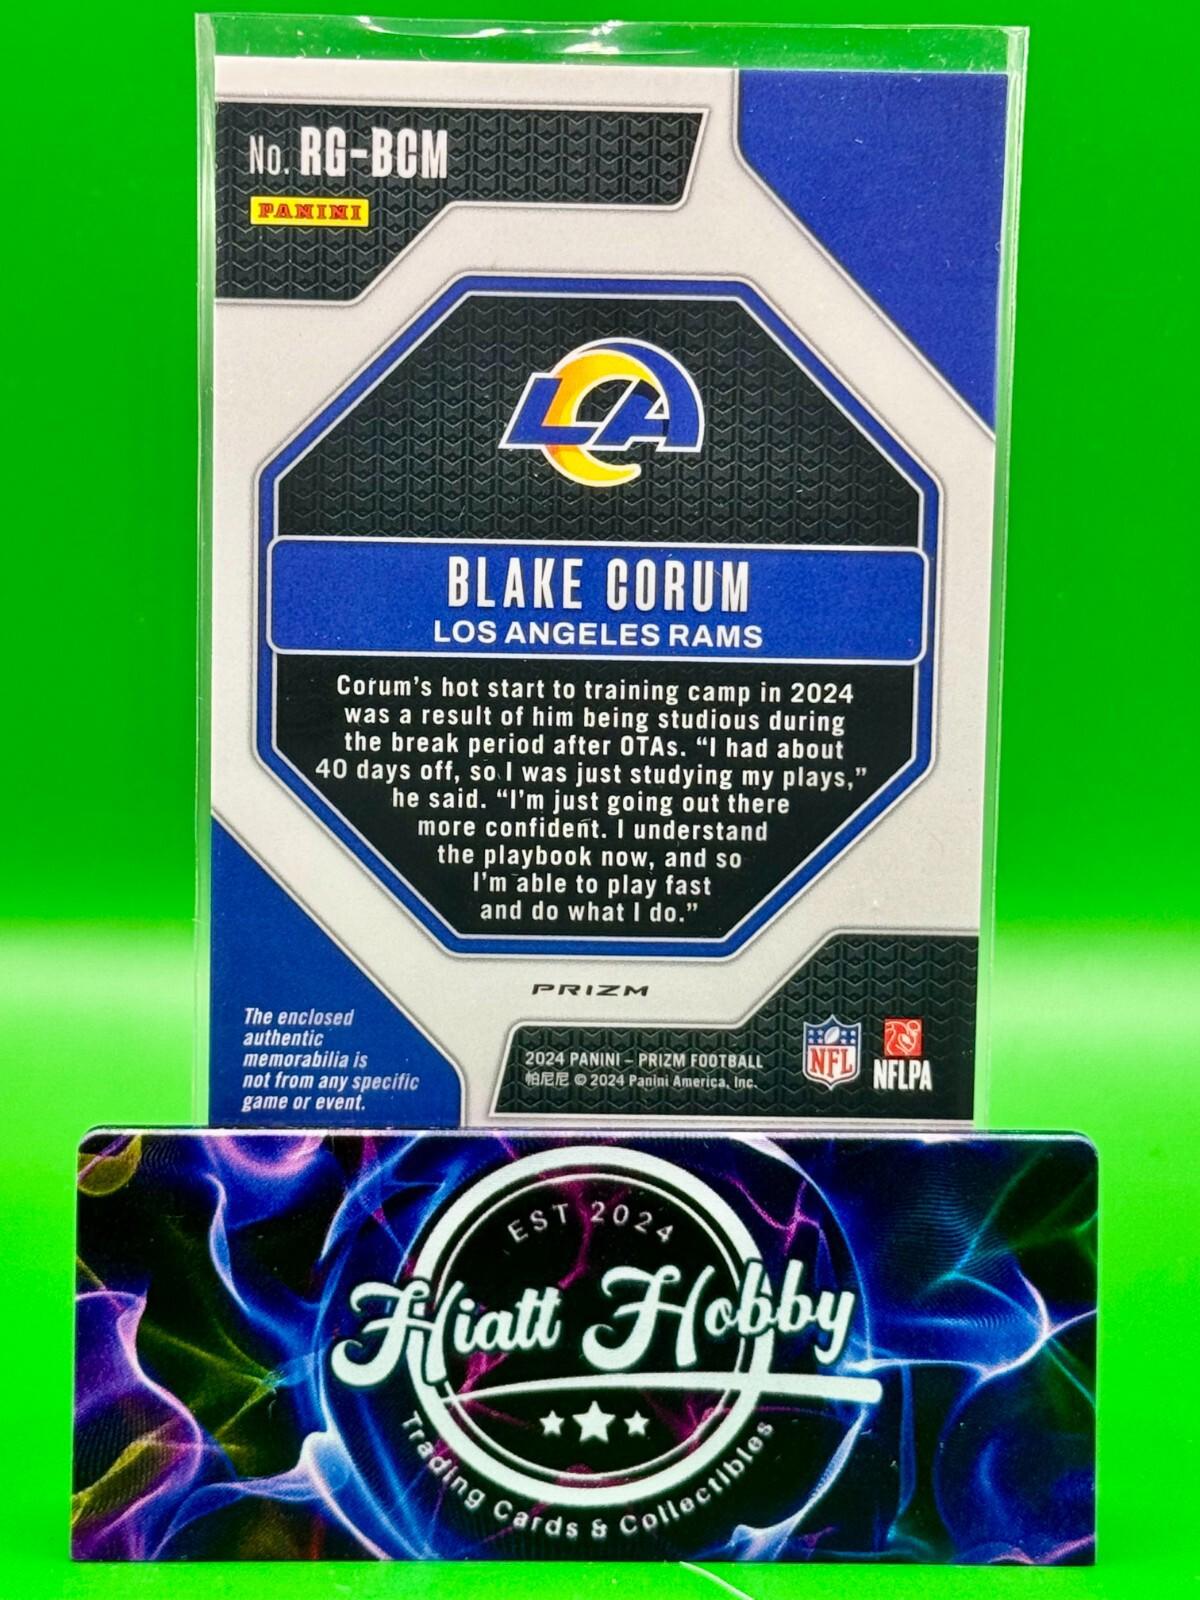 No. RG-BCM
PANINI
LA
BLAKE CORUM
LOS ANGELES RAMS
Corum's hot start to training camp in 2024
was a result of him being studious during
the break period after OTAs. “I had about
40 days off, so I was just studying my plays,”
he said. “I'm just going out there
more confident. I understand
the playbook now, and so
I'm able to play fast
and do what I do.”
PRIZM
The enclosed
authentic
memorabilia is
not from any specific
game or event.
2024 PANINI – PRIZM FOOTBALL
帕尼尼 © 2024 Panini America, Inc.
NFL
NFLPA
EST 2024
Hiatt Hobby
Trading Cards & Collectibles